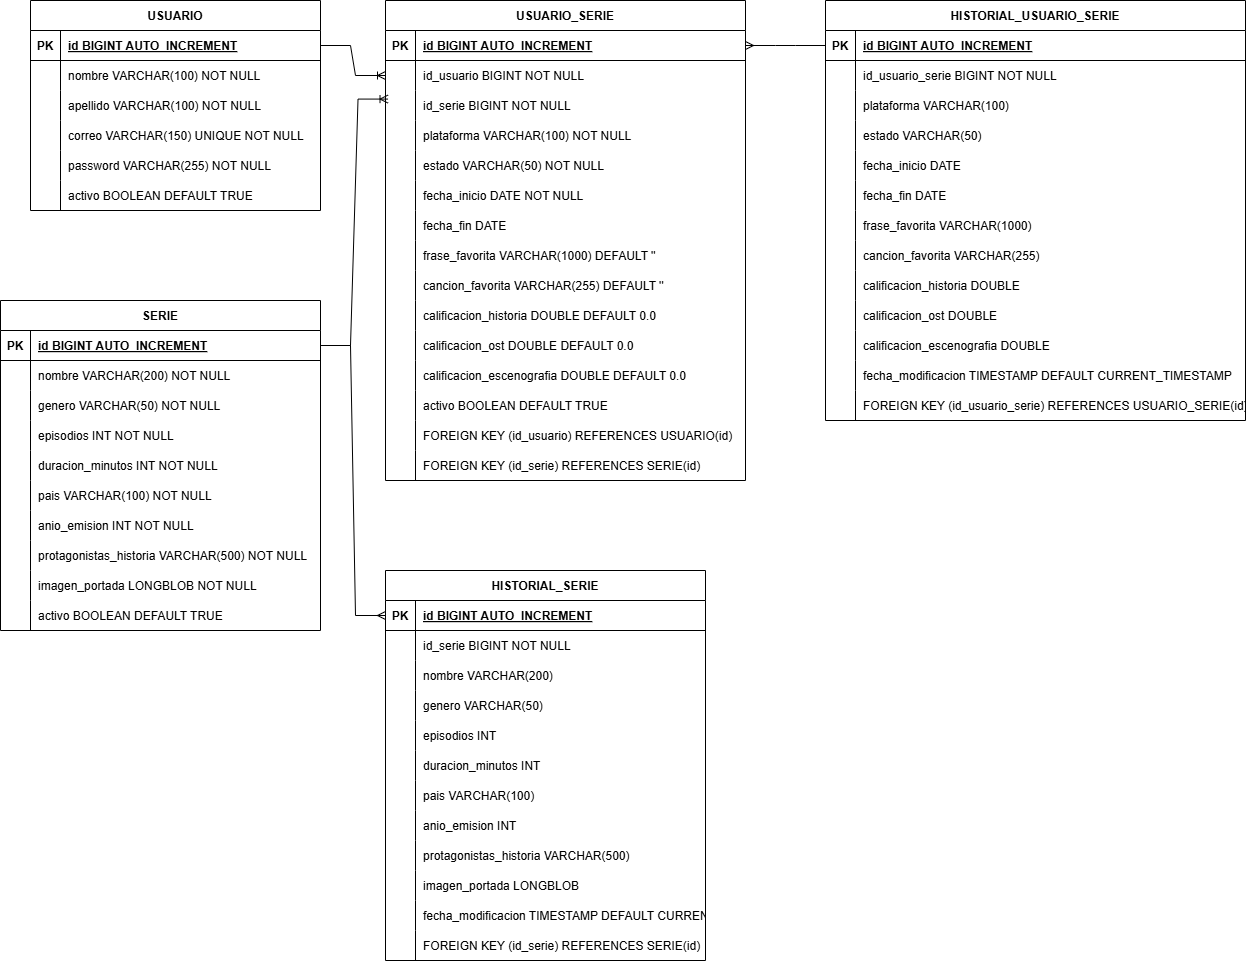 USUARIO
PK id BIGINT AUTO_INCREMENT
nombre VARCHAR(100) NOT NULL
apellido VARCHAR(100) NOT NULL
correo VARCHAR(150) UNIQUE NOT NULL
password VARCHAR(255) NOT NULL
activo BOOLEAN DEFAULT TRUE
USUARIO_SERIE
PK id BIGINT AUTO_INCREMENT
id_usuario BIGINT NOT NULL
id_serie BIGINT NOT NULL
plataforma VARCHAR(100) NOT NULL
estado VARCHAR(50) NOT NULL
fecha_inicio DATE NOT NULL
fecha_fin DATE
frase_favorita VARCHAR(1000) DEFAULT ''
cancion_favorita VARCHAR(255) DEFAULT ''
calificacion_historia DOUBLE DEFAULT 0.0
calificacion_ost DOUBLE DEFAULT 0.0
calificacion_escenografia DOUBLE DEFAULT 0.0
activo BOOLEAN DEFAULT TRUE
FOREIGN KEY (id_usuario) REFERENCES USUARIO(id)
FOREIGN KEY (id_serie) REFERENCES SERIE(id)
HISTORIAL_USUARIO_SERIE
PK id BIGINT AUTO_INCREMENT
id_usuario_serie BIGINT NOT NULL
plataforma VARCHAR(100)
estado VARCHAR(50)
fecha_inicio DATE
fecha_fin DATE
frase_favorita VARCHAR(1000)
cancion_favorita VARCHAR(255)
calificacion_historia DOUBLE
calificacion_ost DOUBLE
calificacion_escenografia DOUBLE
fecha_modificacion TIMESTAMP DEFAULT CURRENT_TIMESTAMP
FOREIGN KEY (id_usuario_serie) REFERENCES USUARIO_SERIE(id)
SERIE
PK id BIGINT AUTO_INCREMENT
nombre VARCHAR(200) NOT NULL
genero VARCHAR(50) NOT NULL
episodios INT NOT NULL
duracion_minutos INT NOT NULL
pais VARCHAR(100) NOT NULL
anio_emision INT NOT NULL
protagonistas_historia VARCHAR(500) NOT NULL
imagen_portada LONGBLOB NOT NULL
activo BOOLEAN DEFAULT TRUE
HISTORIAL_SERIE
PK id BIGINT AUTO_INCREMENT
id_serie BIGINT NOT NULL
nombre VARCHAR(200)
genero VARCHAR(50)
episodios INT
duracion_minutos INT
pais VARCHAR(100)
anio_emision INT
protagonistas_historia VARCHAR(500)
imagen_portada LONGBLOB
fecha_modificacion TIMESTAMP DEFAULT CURREN
FOREIGN KEY (id_serie) REFERENCES SERIE(id)